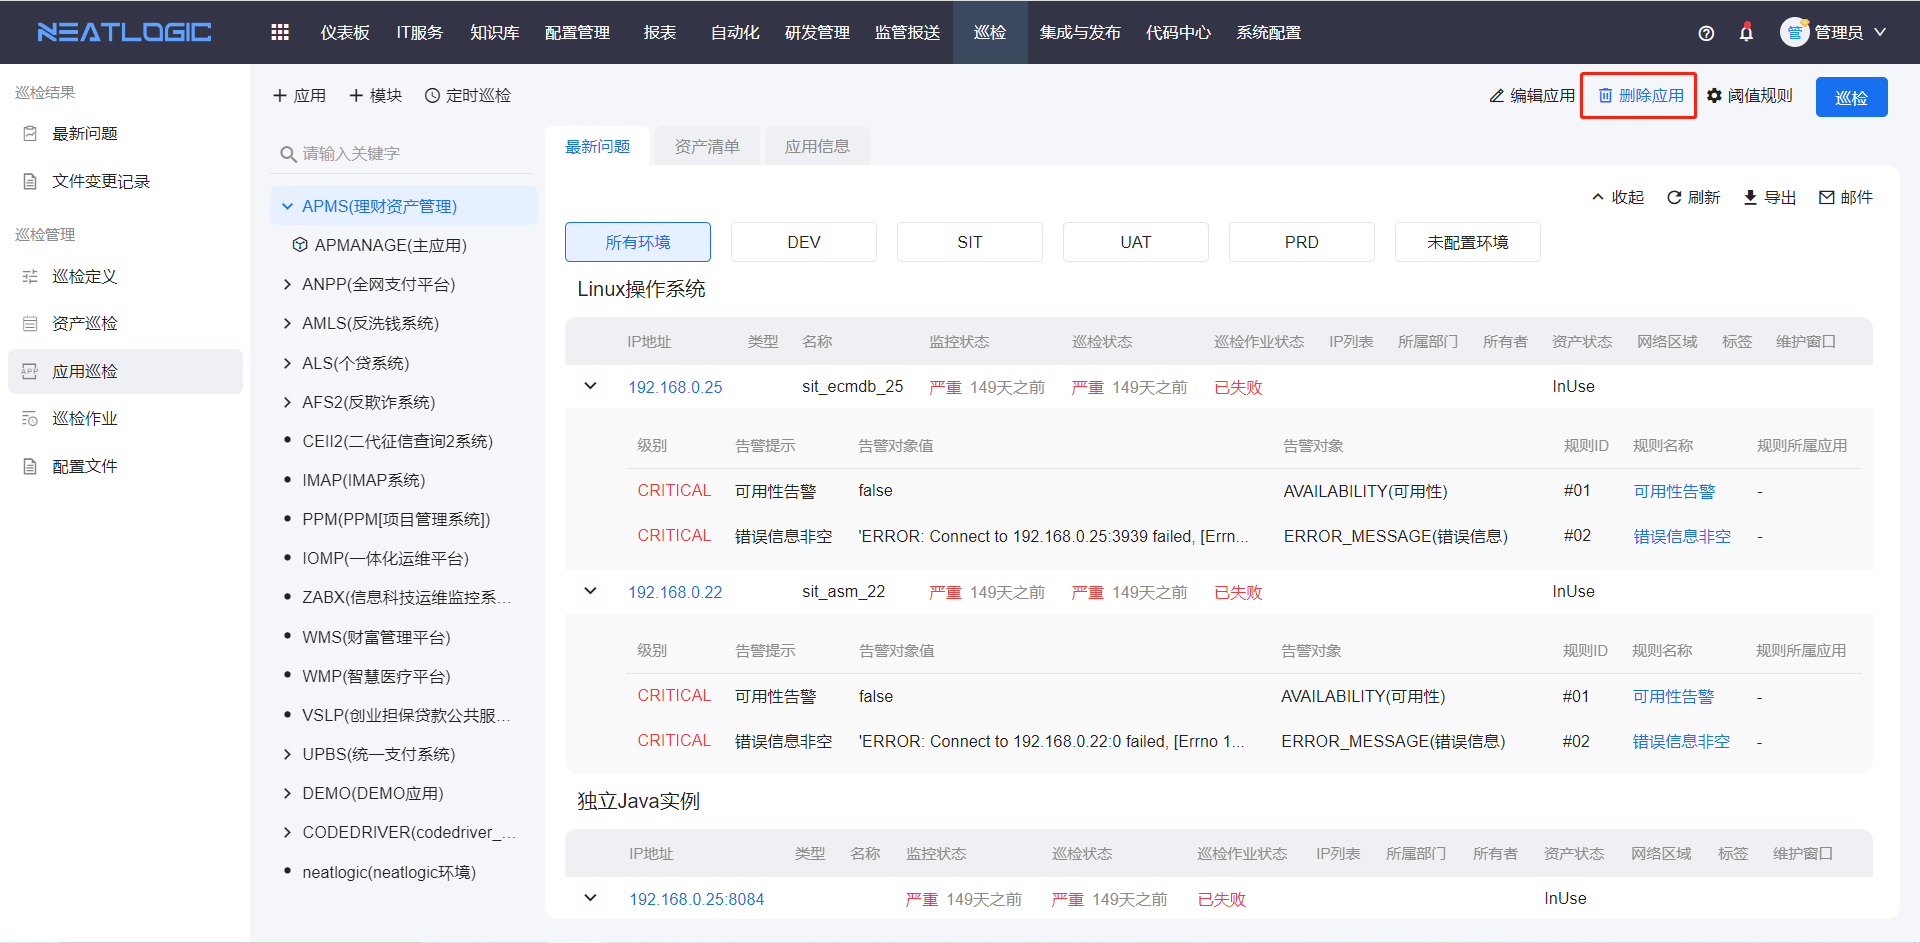 NEATLOGIC 仪表板 IT服务 知识库 配置管理 报表 自动化 研发管理 监管报送 巡检 集成与发布 代码中心 系统配置 管 管理员
巡检结果
最新问题
文件变更记录
巡检管理
巡检定义
资产巡检
APP 应用巡检
巡检作业
配置文件
应用 模块 定时巡检
编辑应用 删除应用 阈值规则 巡检
请输入关键字
APMS(理财资产管理)
APMANAGE(主应用)
ANPP(全网支付平台)
AMLS(反洗钱系统)
ALS(个贷系统)
AFS2(反欺诈系统)
CEII2(二代征信查询2系统)
IMAP(IMAP系统)
PPM(PPM[项目管理系统])
IOMP(一体化运维平台)
ZABX(信息科技运维监控系...
WMS(财富管理平台)
WMP(智慧医疗平台)
VSLP(创业担保贷款公共服...
UPBS(统一支付系统)
DEMO(DEMO应用)
CODEDRIVER(codedriver_...
neatlogic(neatlogic环境)
最新问题 资产清单 应用信息
收起 刷新 导出 邮件
所有环境 DEV SIT UAT PRD 未配置环境
Linux操作系统
IP地址 类型 名称 监控状态 巡检状态 巡检作业状态 IP列表 所属部门 所有者 资产状态 网络区域 标签 维护窗口
192.168.0.25 sit_ecmdb_25 严重 149天之前 严重 149天之前 已失败 InUse
级别 告警提示 告警对象值 告警对象 规则ID 规则名称 规则所属应用
CRITICAL 可用性告警 false AVAILABILITY(可用性) #01 可用性告警 -
CRITICAL 错误信息非空 'ERROR: Connect to 192.168.0.25:3939 failed, [Errn... ERROR_MESSAGE(错误信息) #02 错误信息非空 -
192.168.0.22 sit_asm_22 严重 149天之前 严重 149天之前 已失败 InUse
级别 告警提示 告警对象值 告警对象 规则ID 规则名称 规则所属应用
CRITICAL 可用性告警 false AVAILABILITY(可用性) #01 可用性告警 -
CRITICAL 错误信息非空 'ERROR: Connect to 192.168.0.22:0 failed, [Errno 1... ERROR_MESSAGE(错误信息) #02 错误信息非空 -
独立Java实例
IP地址 类型 名称 监控状态 巡检状态 巡检作业状态 IP列表 所属部门 所有者 资产状态 网络区域 标签 维护窗口
192.168.0.25:8084 严重 149天之前 严重 149天之前 已失败 InUse